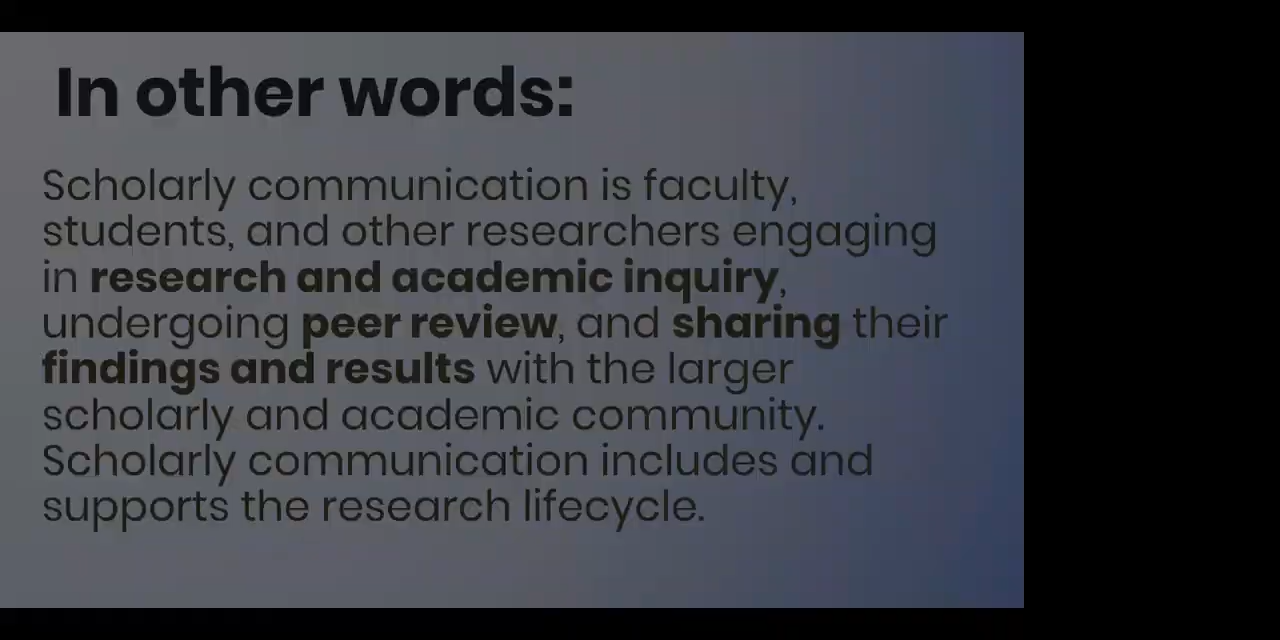 In other words:
Scholarly communication is faculty,
students, and other researchers engaging
in research and academic inquiry,
undergoing peer review, and sharing their
findings and results with the larger
scholarly and academic community.
Scholarly communication includes and
supports the research lifecycle.